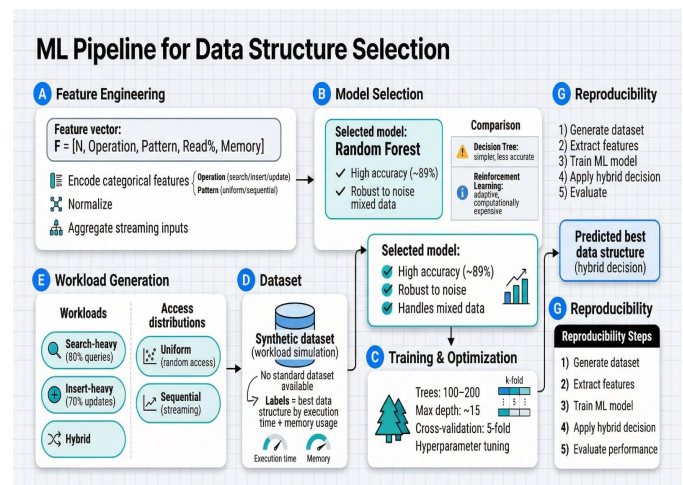 ML Pipeline for Data Structure Selection
A Feature Engineering
Feature vector:
F = [N, Operation, Pattern, Read%, Memory]
Encode categorical features { Operation (search/insert/update)
Pattern (uniform/sequential)
Normalize
Aggregate streaming inputs
B Model Selection
Selected model:
Random Forest
High accuracy (~89%)
Robust to noise
mixed data
Comparison
Decision Tree:
simpler, less accurate
Reinforcement
Learning:
adaptive,
computationally
expensive
G Reproducibility
1) Generate dataset
2) Extract features
3) Train ML model
4) Apply hybrid decision
5) Evaluate
Selected model:
High accuracy (~89%)
Robust to noise
Handles mixed data
Predicted best
data structure
(hybrid decision)
E Workload Generation
Workloads
Search-heavy
(80% queries)
Insert-heavy
(70% updates)
Hybrid
Access
distributions
Uniform
(random access)
Sequential
(streaming)
D Dataset
Synthetic dataset
(workload simulation)
No standard dataset
available
Labels = best data
structure by execution
time + memory usage
Execution time
Memory
C Training & Optimization
Trees: 100–200
Max depth: ~15
Cross-validation: 5-fold
Hyperparameter tuning
k-fold
5
G Reproducibility
Reproducibility Steps
1) Generate dataset
2) Extract features
3) Train ML model
4) Apply hybrid decision
5) Evaluate performance